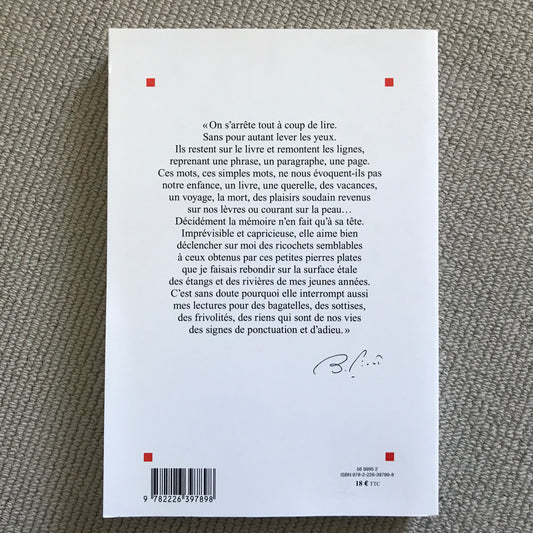 « On s'arrête tout à coup de lire.
Sans pour autant lever les yeux.
Ils restent sur le livre et remontent les lignes,
reprenant une phrase, un paragraphe, une page.
Ces mots, ces simples mots, ne nous évoquent-ils pas
notre enfance, un livre, une querelle, des vacances,
un voyage, la mort, des plaisirs soudain revenus
sur nos lèvres ou courant sur la peau…
Décidément la mémoire n'en fait qu'à sa tête.
Imprévisible et capricieuse, elle aime bien
déclencher sur moi des ricochets semblables
à ceux obtenus par ces petites pierres plates
que je faisais rebondir sur la surface étale
des étangs et des rivières de mes jeunes années.
C'est sans doute pourquoi elle interrompt aussi
mes lectures pour des bagatelles, des sottises,
des frivolités, des riens qui sont de nos vies
des signes de ponctuation et d'adieu. »
56 9995 2
ISBN 978-2-226-39789-8
18 € TTC
9 782226 397898